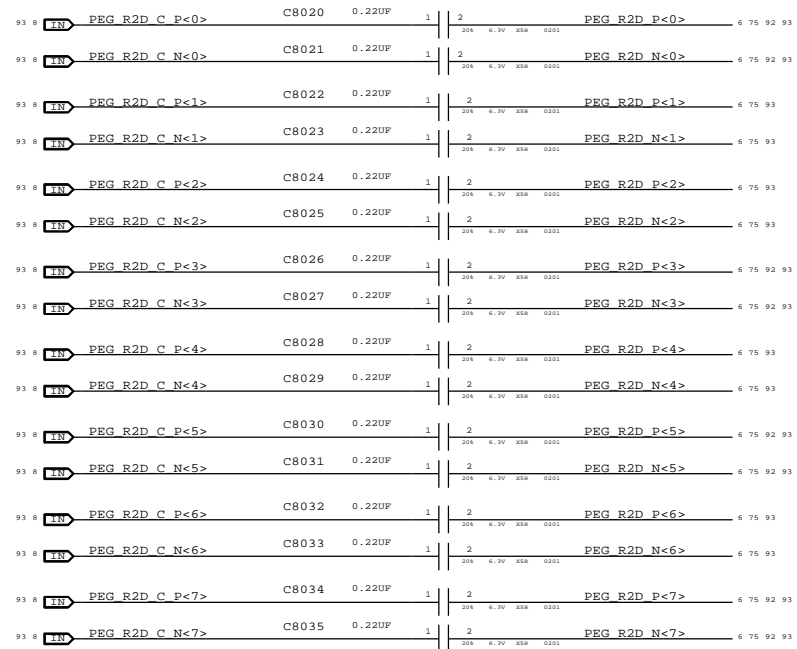 93 8 IN PEG_R2D_C_P<0> C8020 0.22UF 1 2 20% 6.3V X5R 0201 PEG_R2D_P<0> 6 75 92 93
93 8 IN PEG_R2D_C_N<0> C8021 0.22UF 1 2 20% 6.3V X5R 0201 PEG_R2D_N<0> 6 75 92 93
93 8 IN PEG_R2D_C_P<1> C8022 0.22UF 1 2 20% 6.3V X5R 0201 PEG_R2D_P<1> 6 75 93
93 8 IN PEG_R2D_C_N<1> C8023 0.22UF 1 2 20% 6.3V X5R 0201 PEG_R2D_N<1> 6 75 93
93 8 IN PEG_R2D_C_P<2> C8024 0.22UF 1 2 20% 6.3V X5R 0201 PEG_R2D_P<2> 6 75 93
93 8 IN PEG_R2D_C_N<2> C8025 0.22UF 1 2 20% 6.3V X5R 0201 PEG_R2D_N<2> 6 75 93
93 8 IN PEG_R2D_C_P<3> C8026 0.22UF 1 2 20% 6.3V X5R 0201 PEG_R2D_P<3> 6 75 92 93
93 8 IN PEG_R2D_C_N<3> C8027 0.22UF 1 2 20% 6.3V X5R 0201 PEG_R2D_N<3> 6 75 92 93
93 8 IN PEG_R2D_C_P<4> C8028 0.22UF 1 2 20% 6.3V X5R 0201 PEG_R2D_P<4> 6 75 93
93 8 IN PEG_R2D_C_N<4> C8029 0.22UF 1 2 20% 6.3V X5R 0201 PEG_R2D_N<4> 6 75 93
93 8 IN PEG_R2D_C_P<5> C8030 0.22UF 1 2 20% 6.3V X5R 0201 PEG_R2D_P<5> 6 75 92 93
93 8 IN PEG_R2D_C_N<5> C8031 0.22UF 1 2 20% 6.3V X5R 0201 PEG_R2D_N<5> 6 75 92 93
93 8 IN PEG_R2D_C_P<6> C8032 0.22UF 1 2 20% 6.3V X5R 0201 PEG_R2D_P<6> 6 75 93
93 8 IN PEG_R2D_C_N<6> C8033 0.22UF 1 2 20% 6.3V X5R 0201 PEG_R2D_N<6> 6 75 93
93 8 IN PEG_R2D_C_P<7> C8034 0.22UF 1 2 20% 6.3V X5R 0201 PEG_R2D_P<7> 6 75 92 93
93 8 IN PEG_R2D_C_N<7> C8035 0.22UF 1 2 20% 6.3V X5R 0201 PEG_R2D_N<7> 6 75 92 93